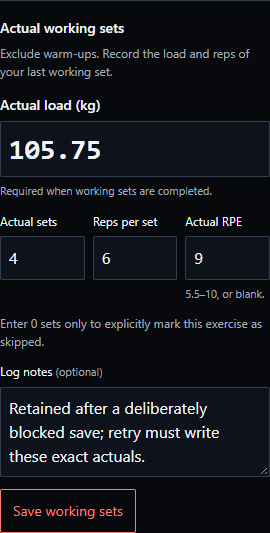 Actual working sets
Exclude warm-ups. Record the load and reps of
your last working set.
Actual load (kg)
105.75
Required when working sets are completed.
Actual sets Reps per set Actual RPE
4 6 9
5.5–10, or blank.
Enter 0 sets only to explicitly mark this exercise as
skipped.
Log notes (optional)
Retained after a deliberately
blocked save; retry must write
these exact actuals.
Save working sets